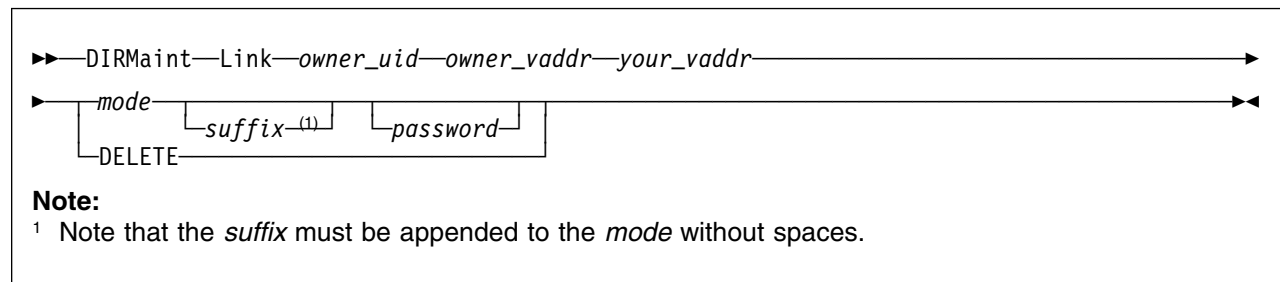 ▶▶──DIRMaint──Link──owner_uid──owner_vaddr──your_vaddr──▶
▶──mode
suffix (1) password
DELETE
Note:
1 Note that the suffix must be appended to the mode without spaces.